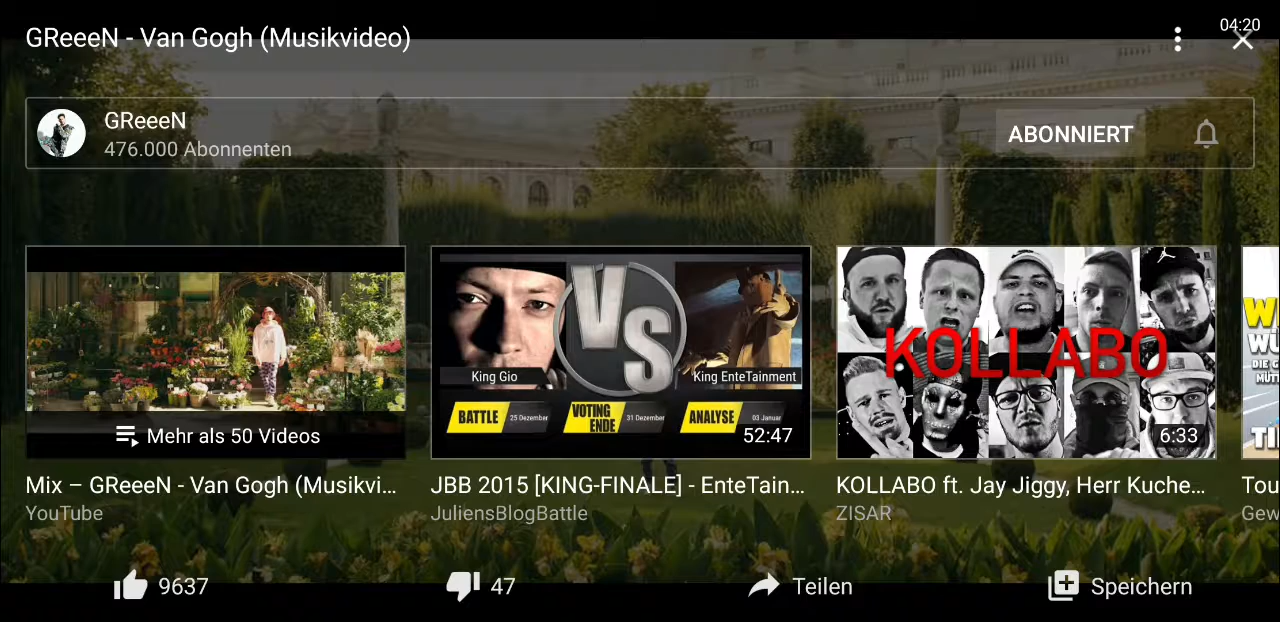 GReeeN - Van Gogh (Musikvideo)
04:20
GReeeN
476.000 Abonnenten
ABONNIERT
Mehr als 50 Videos
VS
King Gio
King EnteTainment
BATTLE
25 Dezember
VOTING
ENDE
31 Dezember
ANALYSE
03 Januar
52:47
KOLLABO
6:33
Mix – GReeeN - Van Gogh (Musikvi...
YouTube
JBB 2015 [KING-FINALE] - EnteTain...
JuliensBlogBattle
KOLLABO ft. Jay Jiggy, Herr Kuche...
ZISAR
Tou
Gew
9637
47
Teilen
Speichern